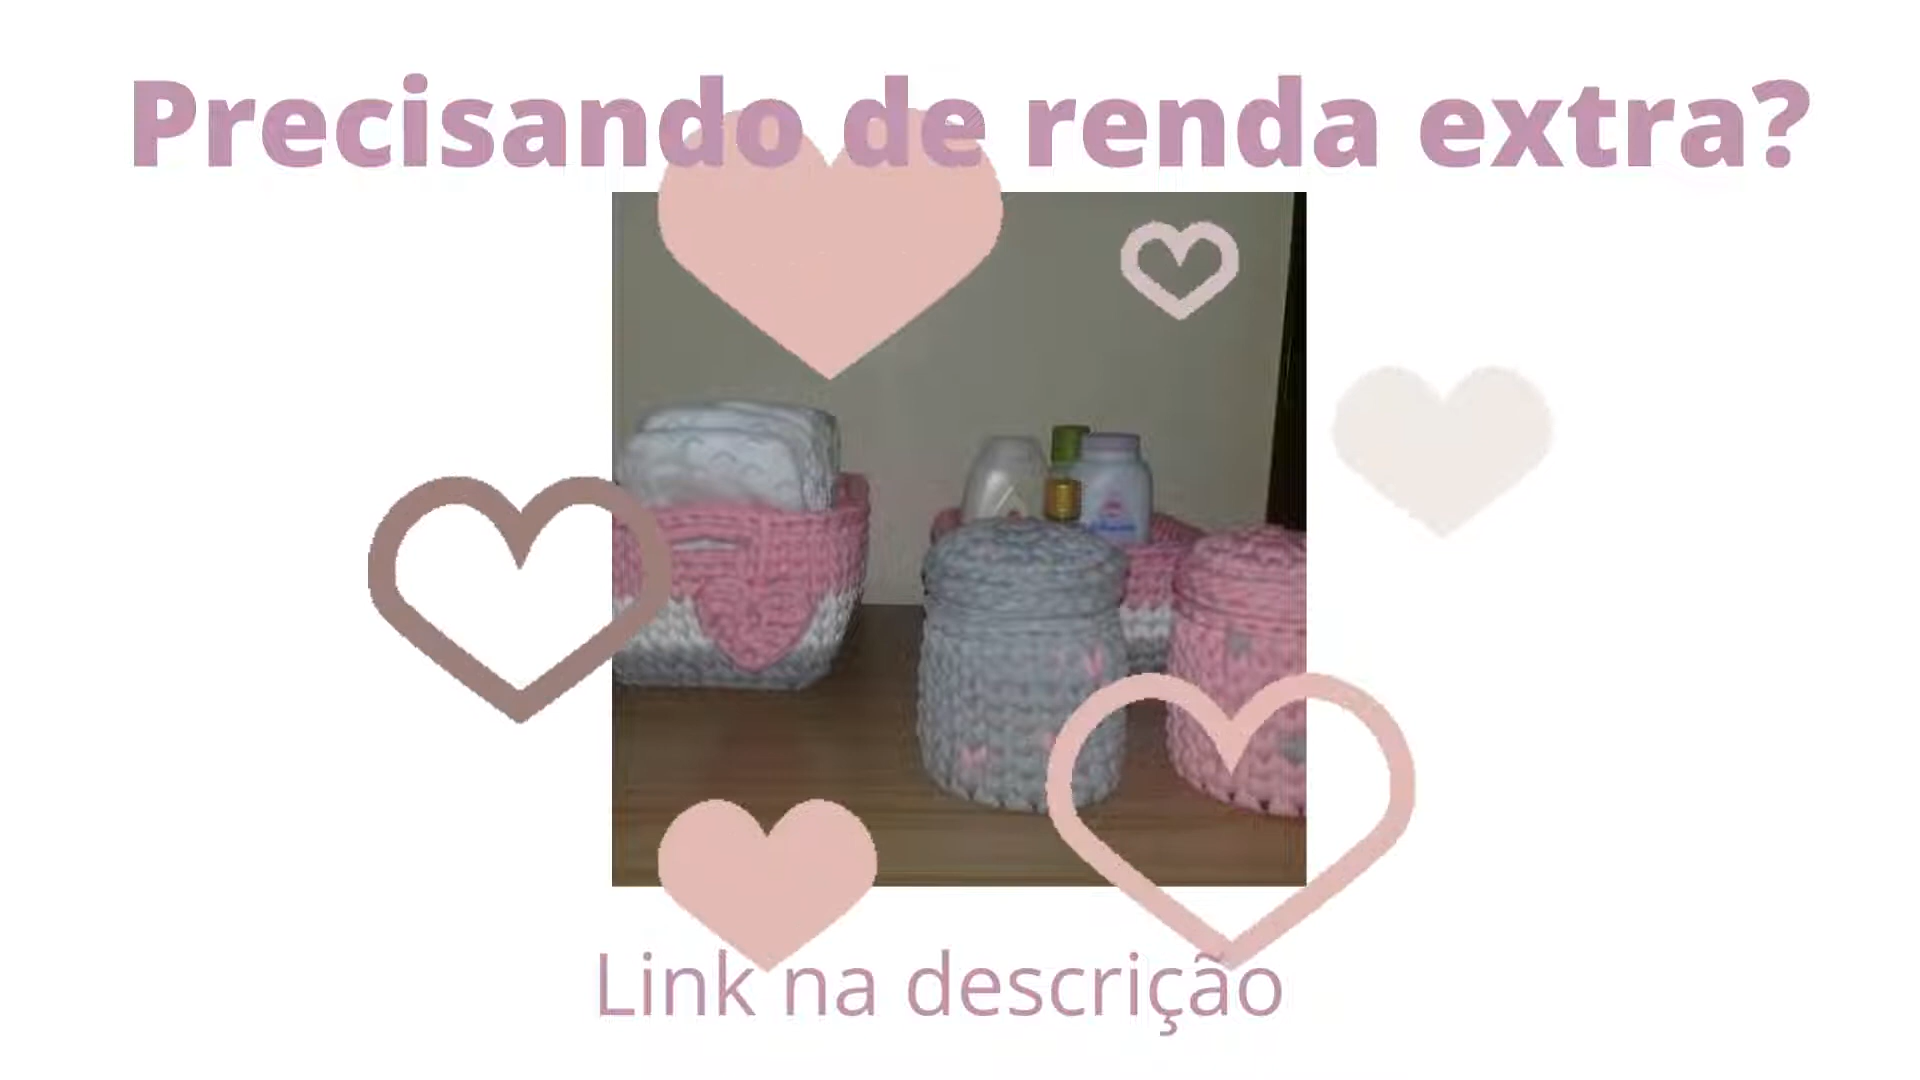 Precisando de renda extra?
Link na descrição